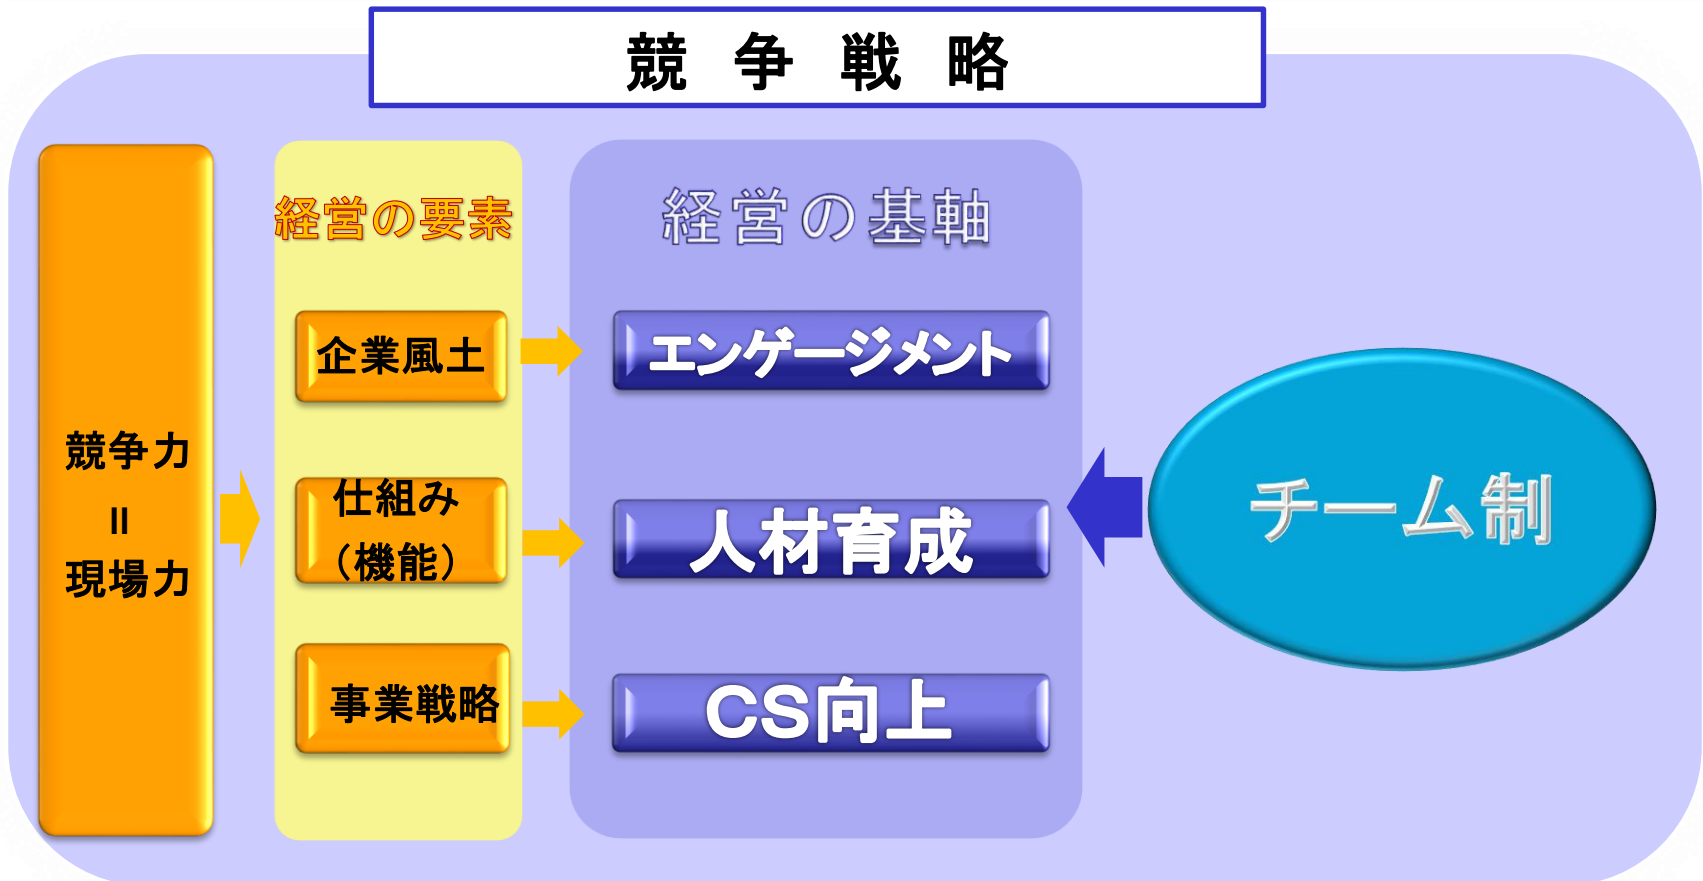 競争戦略
競争力
=
現場力
経営の要素
企業風土
仕組み
（機能）
事業戦略
経営の基軸
エンゲージメント
人材育成
CS向上
チーム制